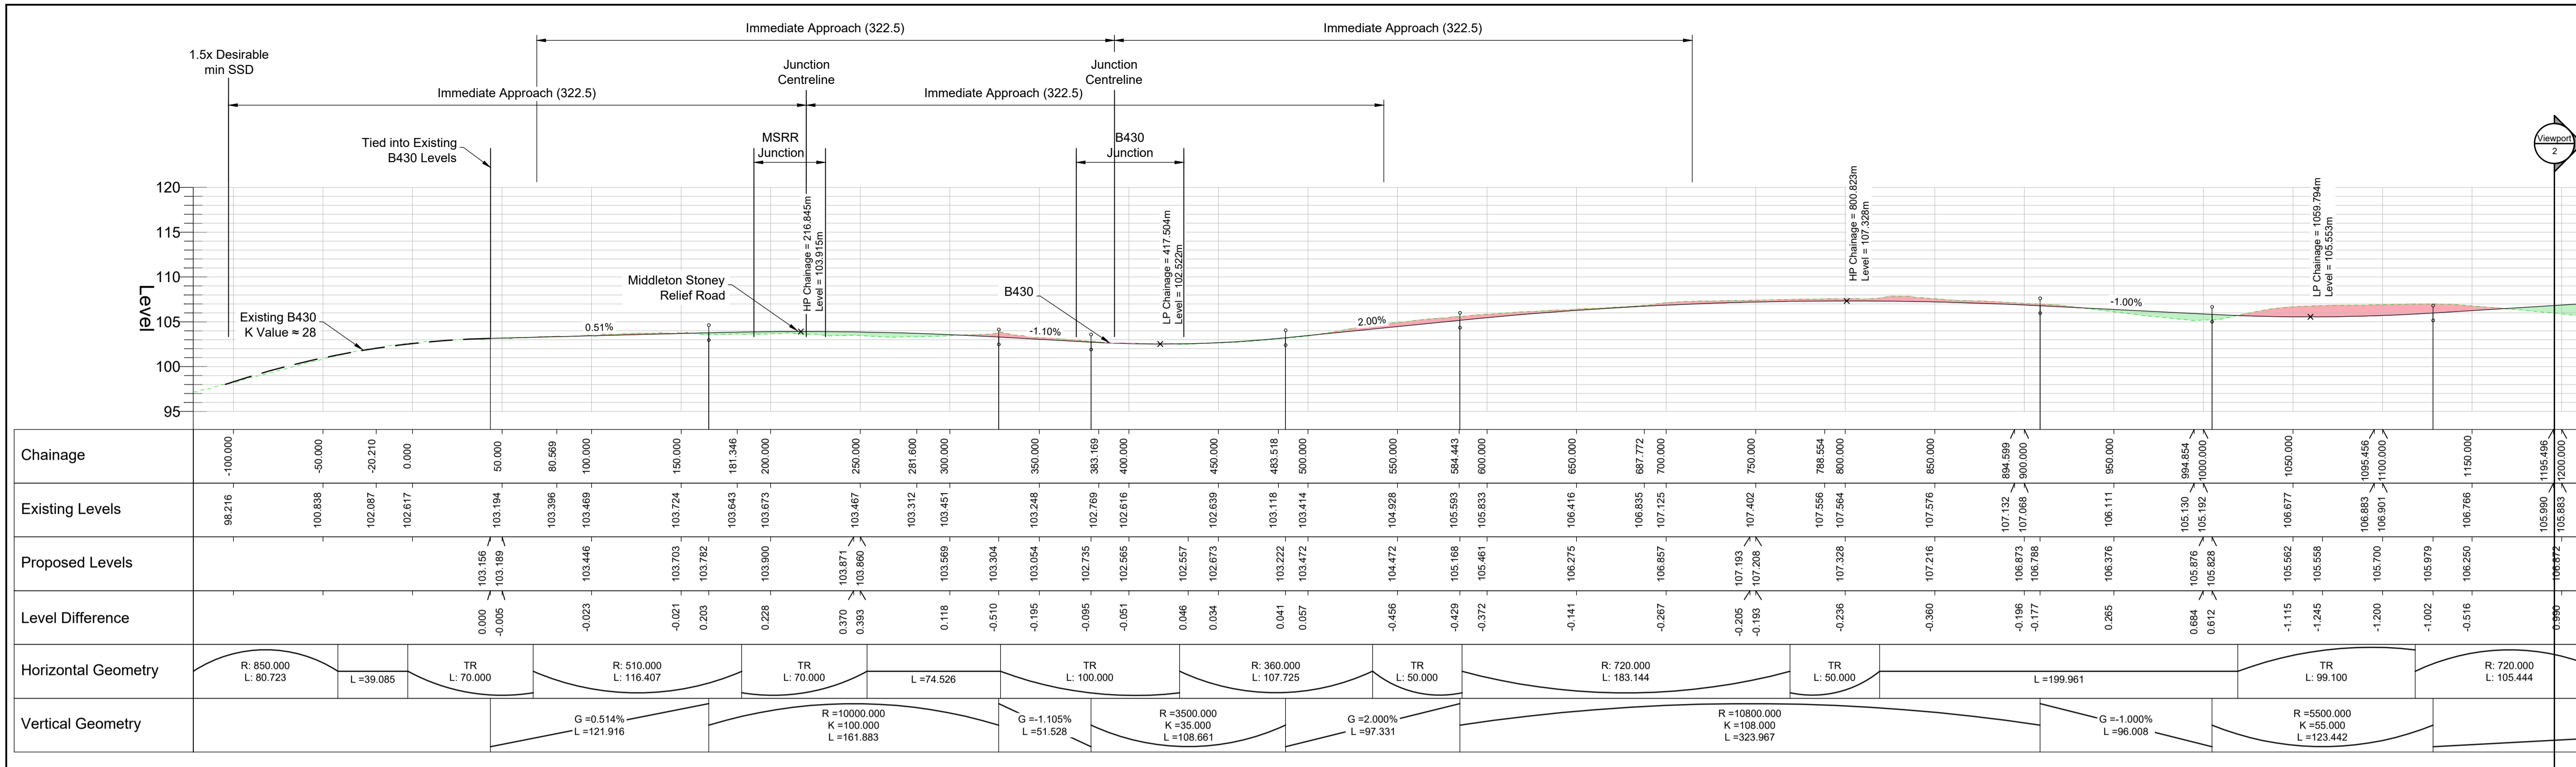 Immediate Approach (322.5)
Immediate Approach (322.5)
1.5x Desirable
min SSD
Junction
Centreline
Junction
Centreline
Immediate Approach (322.5)
Immediate Approach (322.5)
Tied into Existing
B430 Levels
MSRR
Junction
B430
Junction
Viewport
2
HP Chainage = 216.845m
Level = 103.915m
LP Chainage = 417.504m
Level = 102.522m
HP Chainage = 800.823m
Level = 107.328m
LP Chainage = 1059.794m
Level = 105.553m
Middleton Stoney
Relief Road
B430
Existing B430
K Value ≈ 28
0.51%
-1.10%
2.00%
-1.00%
Level
120
115
110
105
100
95
Chainage
-100.000
-50.000
-20.210
0.000
50.000
80.569
100.000
150.000
181.346
200.000
250.000
281.600
300.000
350.000
383.169
400.000
450.000
483.518
500.000
550.000
584.443
600.000
650.000
687.772
700.000
750.000
788.554
800.000
850.000
894.599
900.000
950.000
994.854
1000.000
1050.000
1095.456
1100.000
1150.000
1195.496
1200.000
Existing Levels
98.216
100.838
102.087
102.617
103.194
103.396
103.469
103.724
103.643
103.673
103.467
103.312
103.451
103.248
102.769
102.616
102.639
103.118
103.414
104.928
105.593
105.833
106.416
106.835
107.125
107.402
107.556
107.564
107.576
107.132
107.068
106.111
105.130
105.192
106.677
106.883
106.901
106.766
105.990
105.883
Proposed Levels
103.156
103.189
103.446
103.703
103.782
103.900
103.871
103.860
103.569
103.304
103.054
102.735
102.565
102.557
102.673
103.222
103.472
104.472
105.168
105.461
106.275
106.857
107.193
107.208
107.328
107.216
106.873
106.788
106.376
105.876
105.828
105.562
105.558
105.700
105.979
106.250
106.872
Level Difference
0.000
-0.005
-0.023
-0.021
0.203
0.228
0.370
0.393
0.118
-0.510
-0.195
-0.095
-0.051
0.046
0.034
0.041
0.057
-0.456
-0.429
-0.372
-0.141
-0.267
-0.205
-0.193
-0.236
-0.360
-0.196
-0.177
0.265
0.684
0.612
-1.115
-1.245
-1.200
-1.002
-0.516
0.990
Horizontal Geometry
R: 850.000
L: 80.723
L =39.085
TR
L: 70.000
R: 510.000
L: 116.407
TR
L: 70.000
L =74.526
TR
L: 100.000
R: 360.000
L: 107.725
TR
L: 50.000
R: 720.000
L: 183.144
TR
L: 50.000
L =199.961
TR
L: 99.100
R: 720.000
L: 105.444
Vertical Geometry
G =0.514%
L =121.916
R =10000.000
K =100.000
L =161.883
G =-1.105%
L =51.528
R =3500.000
K =35.000
L =108.661
G =2.000%
L =97.331
R =10800.000
K =108.000
L =323.967
G =-1.000%
L =96.008
R =5500.000
K =55.000
L =123.442